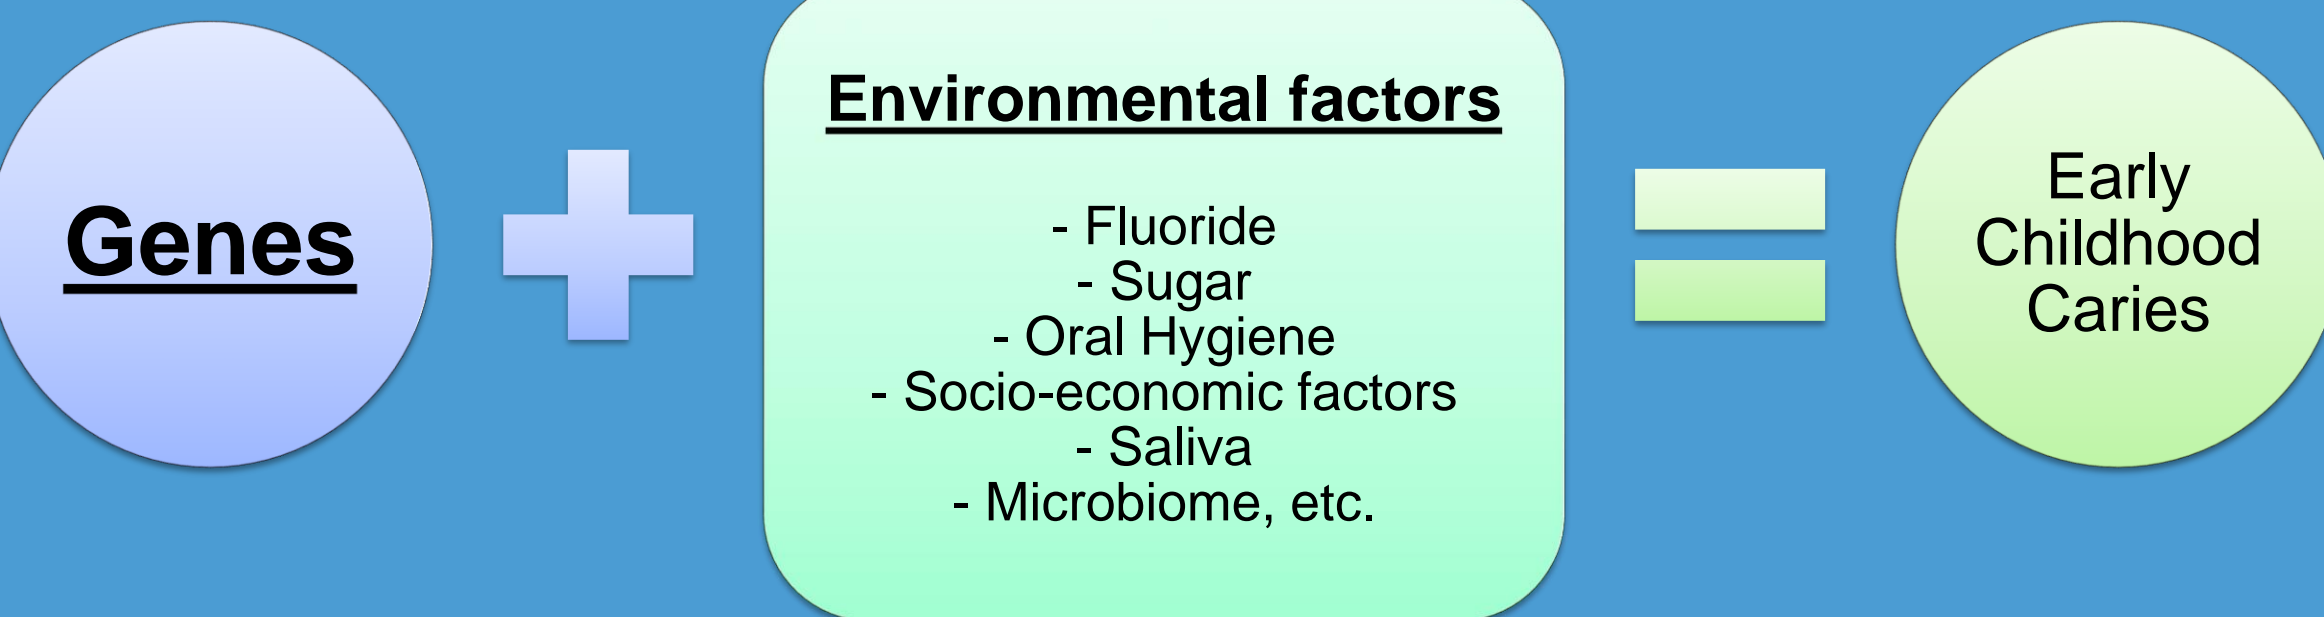 Genes
Environmental factors
- Fluoride
- Sugar
- Oral Hygiene
- Socio-economic factors
- Saliva
- Microbiome, etc.
Early
Childhood
Caries